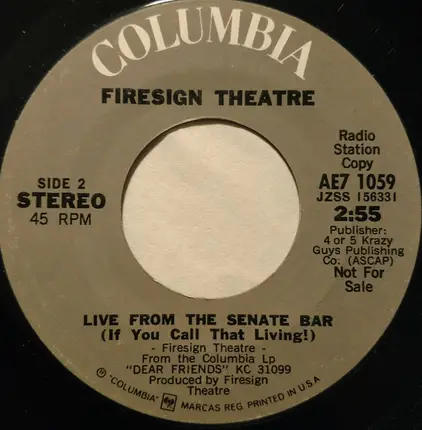 COLUMBIA
FIRESIGN THEATRE
SIDE 2
STEREO
45 RPM
Radio
Station
Copy
AE7 1059
JZSS 156331
2:55
Publisher:
4 or 5 Krazy
Guys Publishing
Co. (ASCAP)
Not For
Sale
LIVE FROM THE SENATE BAR
(If You Call That Living!)
- Firesign Theatre -
From the Columbia Lp
"DEAR FRIENDS" KC 31099
Produced by Firesign
Theatre
℗ "COLUMBIA" MARCAS REG. PRINTED IN U.S.A